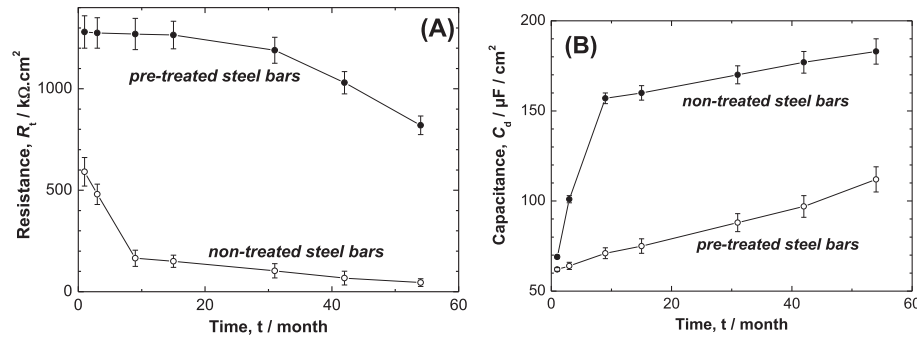 (A)
pre-treated steel bars
non-treated steel bars
Resistance, Rt / kΩ.cm2
1000
500
0
0 20 40 60
Time, t / month
(B)
non-treated steel bars
pre-treated steel bars
Capacitance, Cd / µF / cm2
200
150
100
50
0 20 40 60
Time, t / month